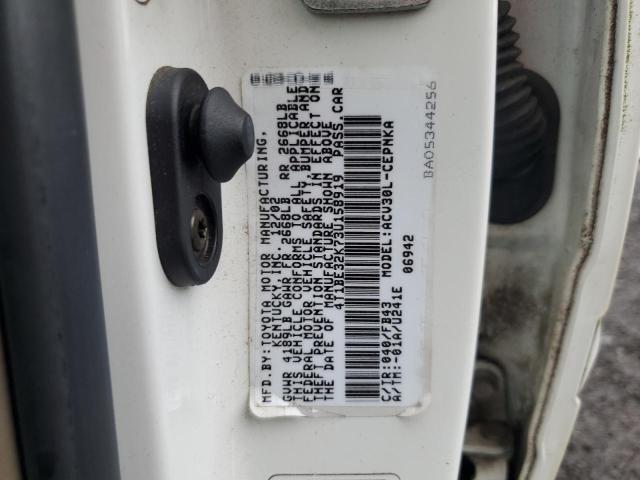 MFD.BY:TOYOTA MOTOR MANUFACTURING,
KENTUCKY, INC. 12/02
GVWR 4189LB GAWR FR 2668LB RR 2668LB
THIS VEHICLE CONFORMS TO ALL APPLICABLE
FEDERAL MOTOR VEHICLE SAFETY, BUMPER AND
THEFT PREVENTION STANDARDS IN EFFECT ON
THE DATE OF MANUFACTURE SHOWN ABOVE
4T1BE32K73U158919 PASS.CAR
C/TR:040/FB43 MODEL:ACV30L-CEPNKA
A/TM:-01A/U241E 06942
BA05344256